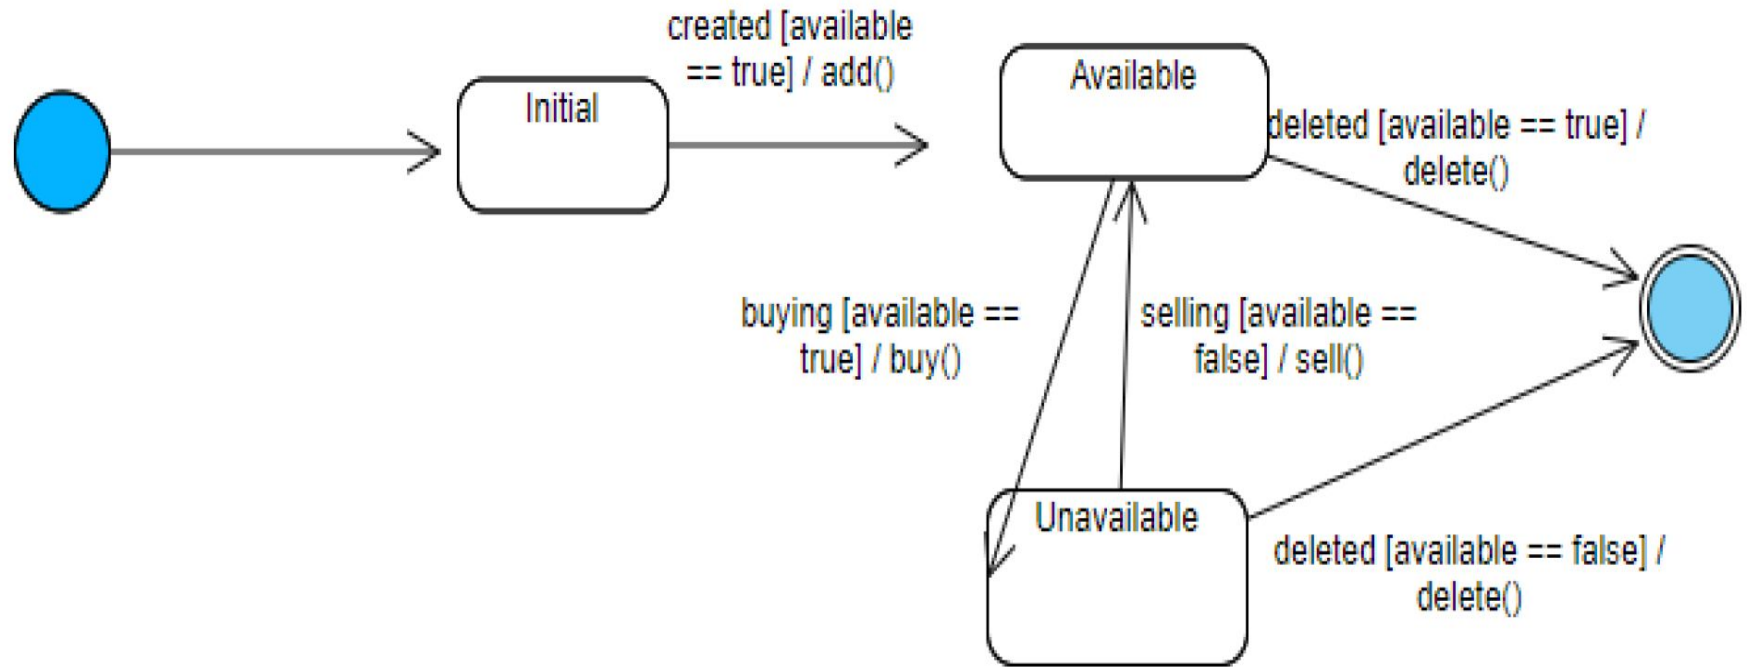 created [available
== true] / add()
Initial
Available
deleted [available == true] /
delete()
buying [available ==
true] / buy()
selling [available ==
false] / sell()
Unavailable
deleted [available == false] /
delete()